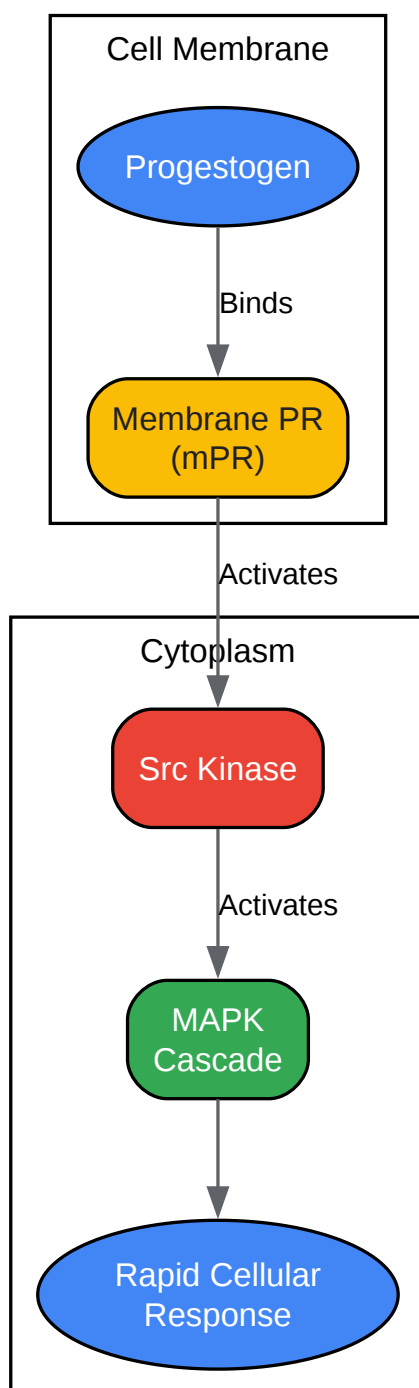 Cell Membrane
Progestogen
Binds
Membrane PR
(mPR)
Activates
Cytoplasm
Src Kinase
Activates
MAPK
Cascade
Rapid Cellular
Response